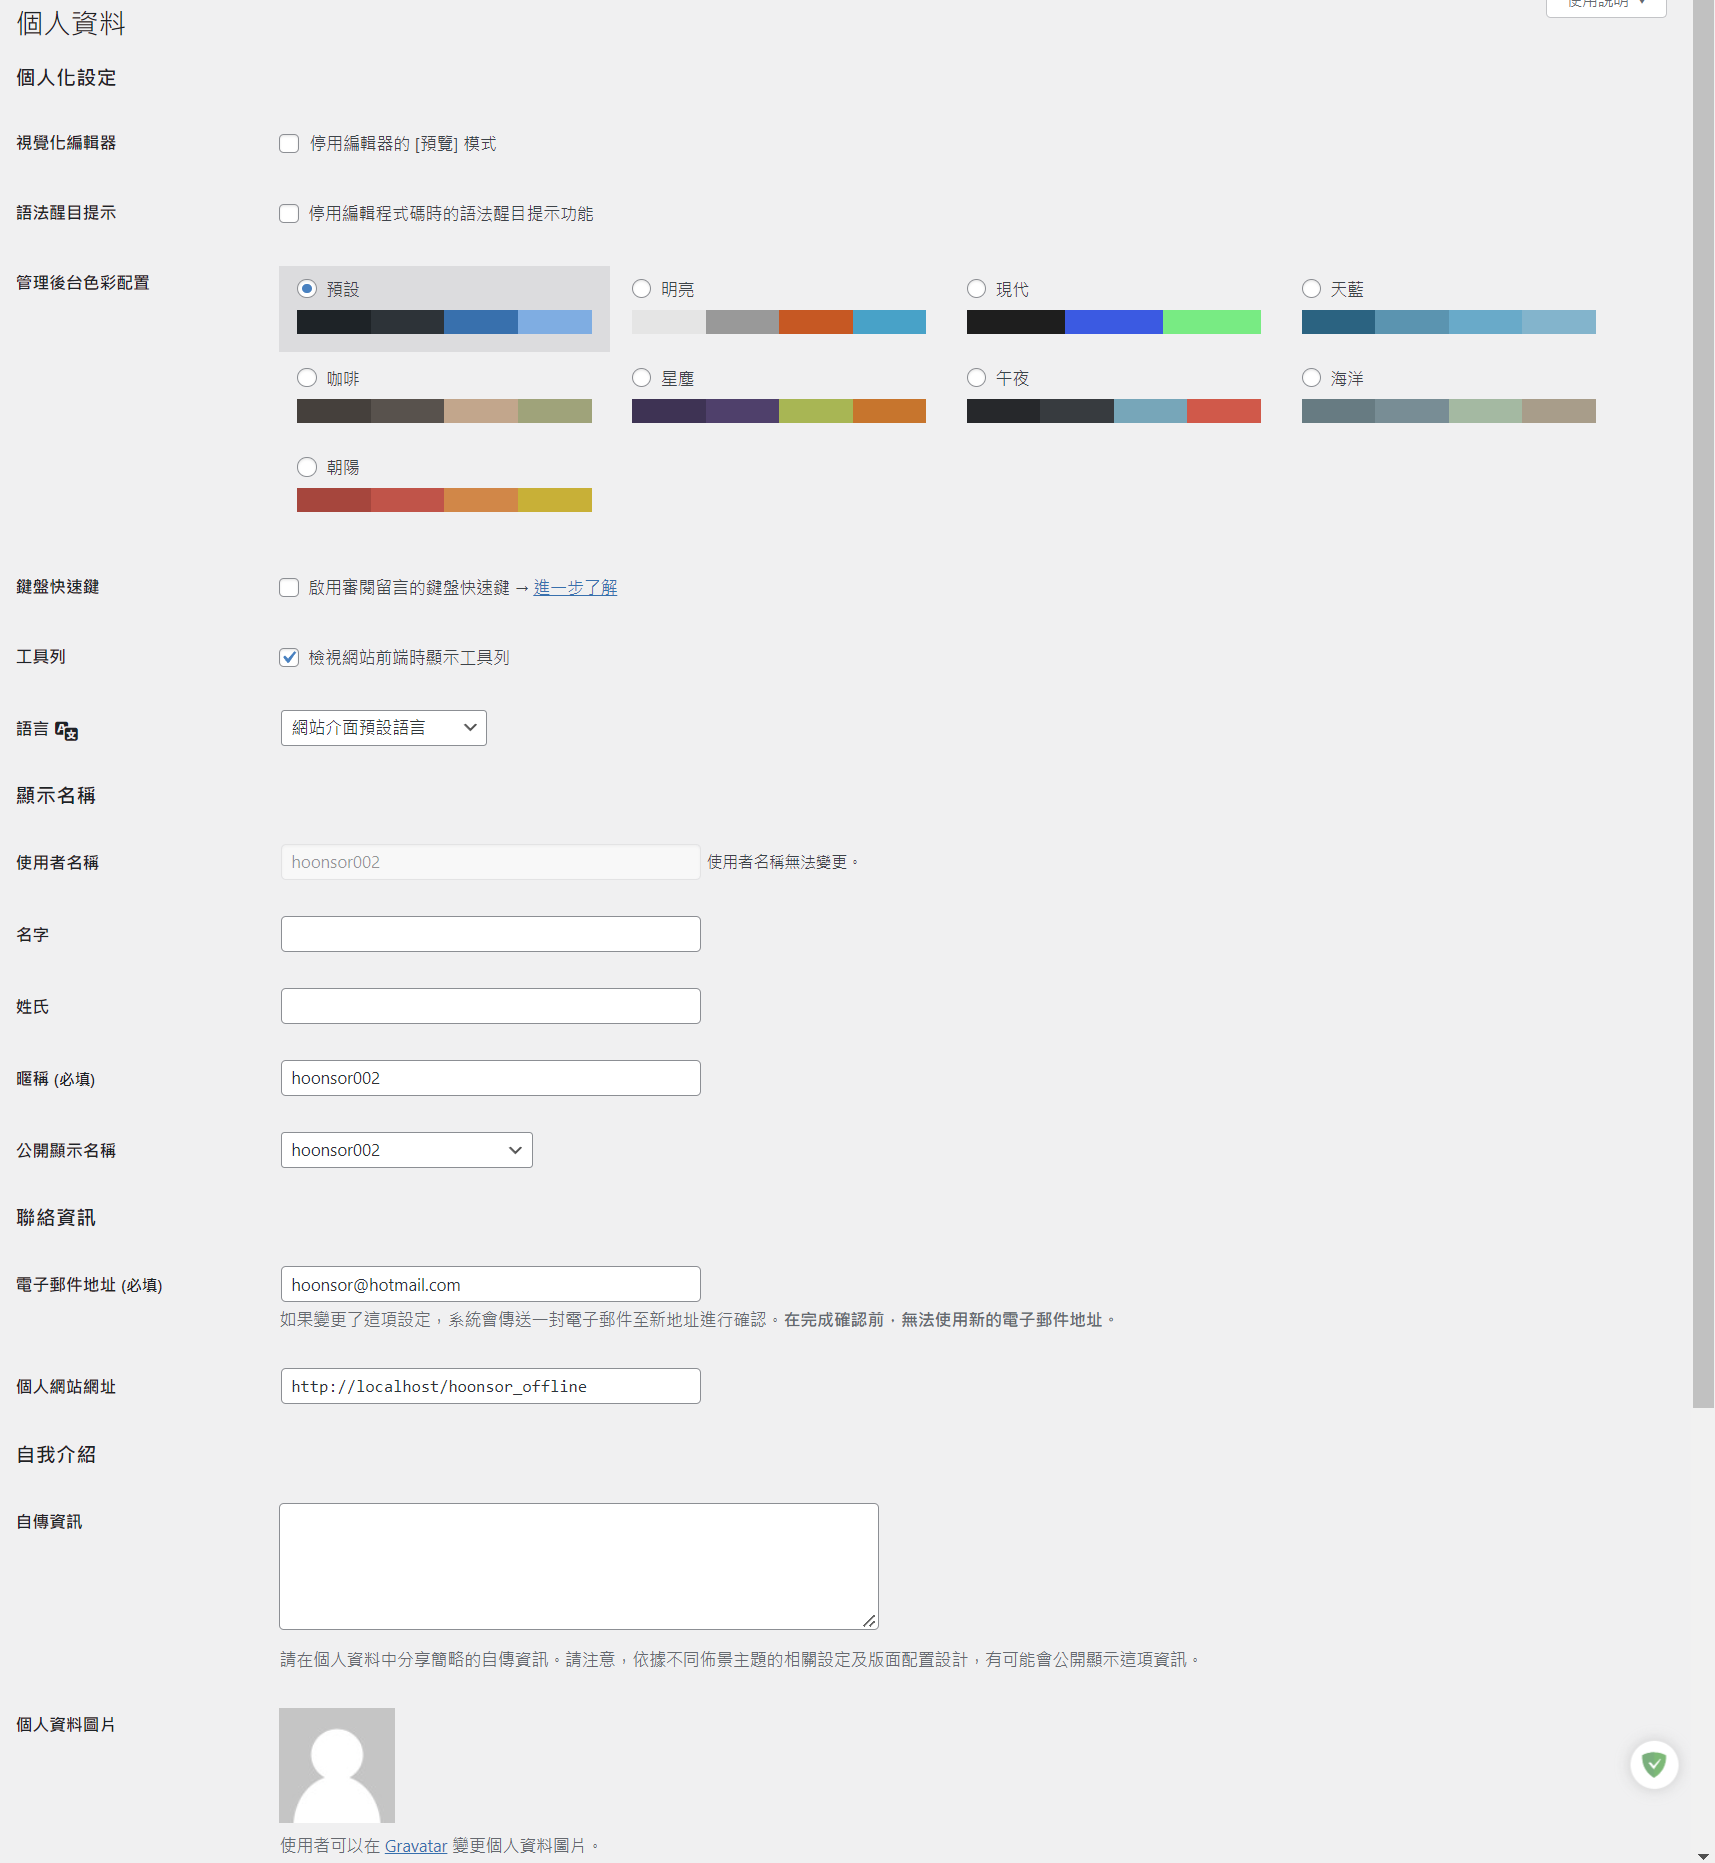 使用說明
個人資料
個人化設定
視覺化編輯器
停用編輯器的 [預覽] 模式
語法醒目提示
停用編輯程式碼時的語法醒目提示功能
管理後台色彩配置
預設 明亮 現代 天藍
咖啡 星塵 午夜 海洋
朝陽
鍵盤快速鍵
啟用審閱留言的鍵盤快速鍵 → 進一步了解
工具列
檢視網站前端時顯示工具列
語言
網站介面預設語言
顯示名稱
使用者名稱
hoonsor002 使用者名稱無法變更。
名字
姓氏
暱稱 (必填)
hoonsor002
公開顯示名稱
hoonsor002
聯絡資訊
電子郵件地址 (必填)
hoonsor@hotmail.com
如果變更了這項設定，系統會傳送一封電子郵件至新地址進行確認。在完成確認前，無法使用新的電子郵件地址。
個人網站網址
http://localhost/hoonsor_offline
自我介紹
自傳資訊
請在個人資料中分享簡略的自傳資訊。請注意，依據不同佈景主題的相關設定及版面配置設計，有可能會公開顯示這項資訊。
個人資料圖片
使用者可以在 Gravatar 變更個人資料圖片。